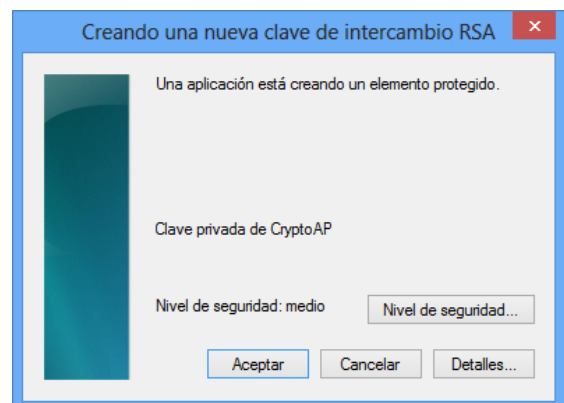 Creando una nueva clave de intercambio RSA
Una aplicación está creando un elemento protegido.
Clave privada de CryptoAP
Nivel de seguridad: medio
Nivel de seguridad...
Aceptar
Cancelar
Detalles...